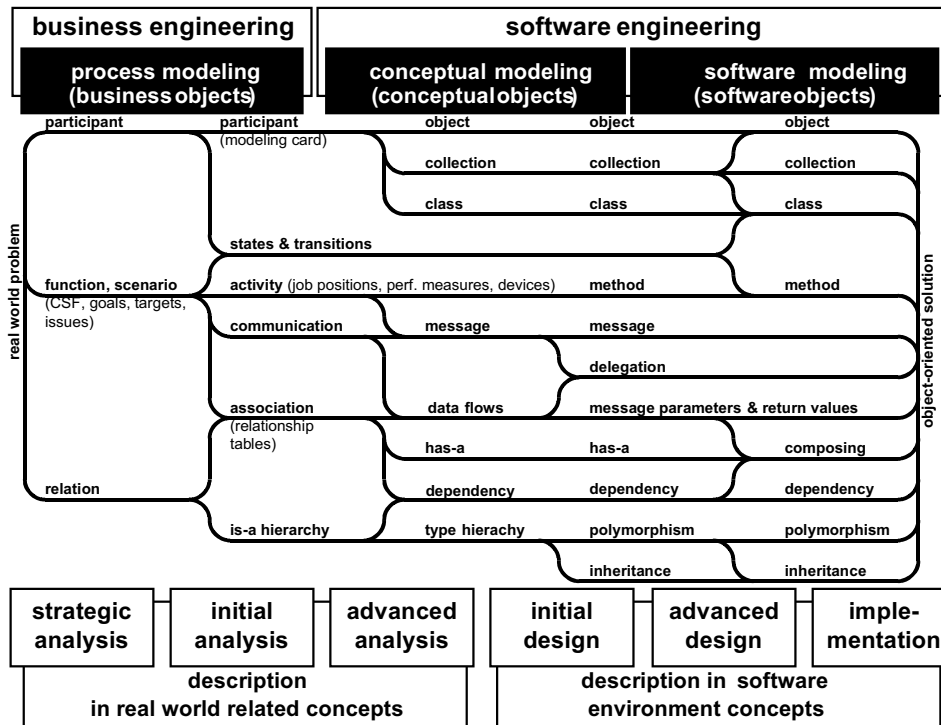 business engineering
software engineering
process modeling
(business objects)
conceptual modeling
(conceptual objects)
software modeling
(software objects)
participant
participant
(modeling card)
object
object
object
collection
collection
collection
class
class
class
states & transitions
function, scenario
(CSF, goals, targets,
issues)
activity (job positions, perf. measures, devices)
method
method
communication
message
message
delegation
association
(relationship
tables)
data flows
message parameters & return values
has-a
has-a
composing
relation
dependency
dependency
dependency
is-a hierarchy
type hierachy
polymorphism
polymorphism
inheritance
inheritance
real world problem
object-oriented solution
strategic
analysis
initial
analysis
advanced
analysis
initial
design
advanced
design
imple-
mentation
description
in real world related concepts
description in software
environment concepts